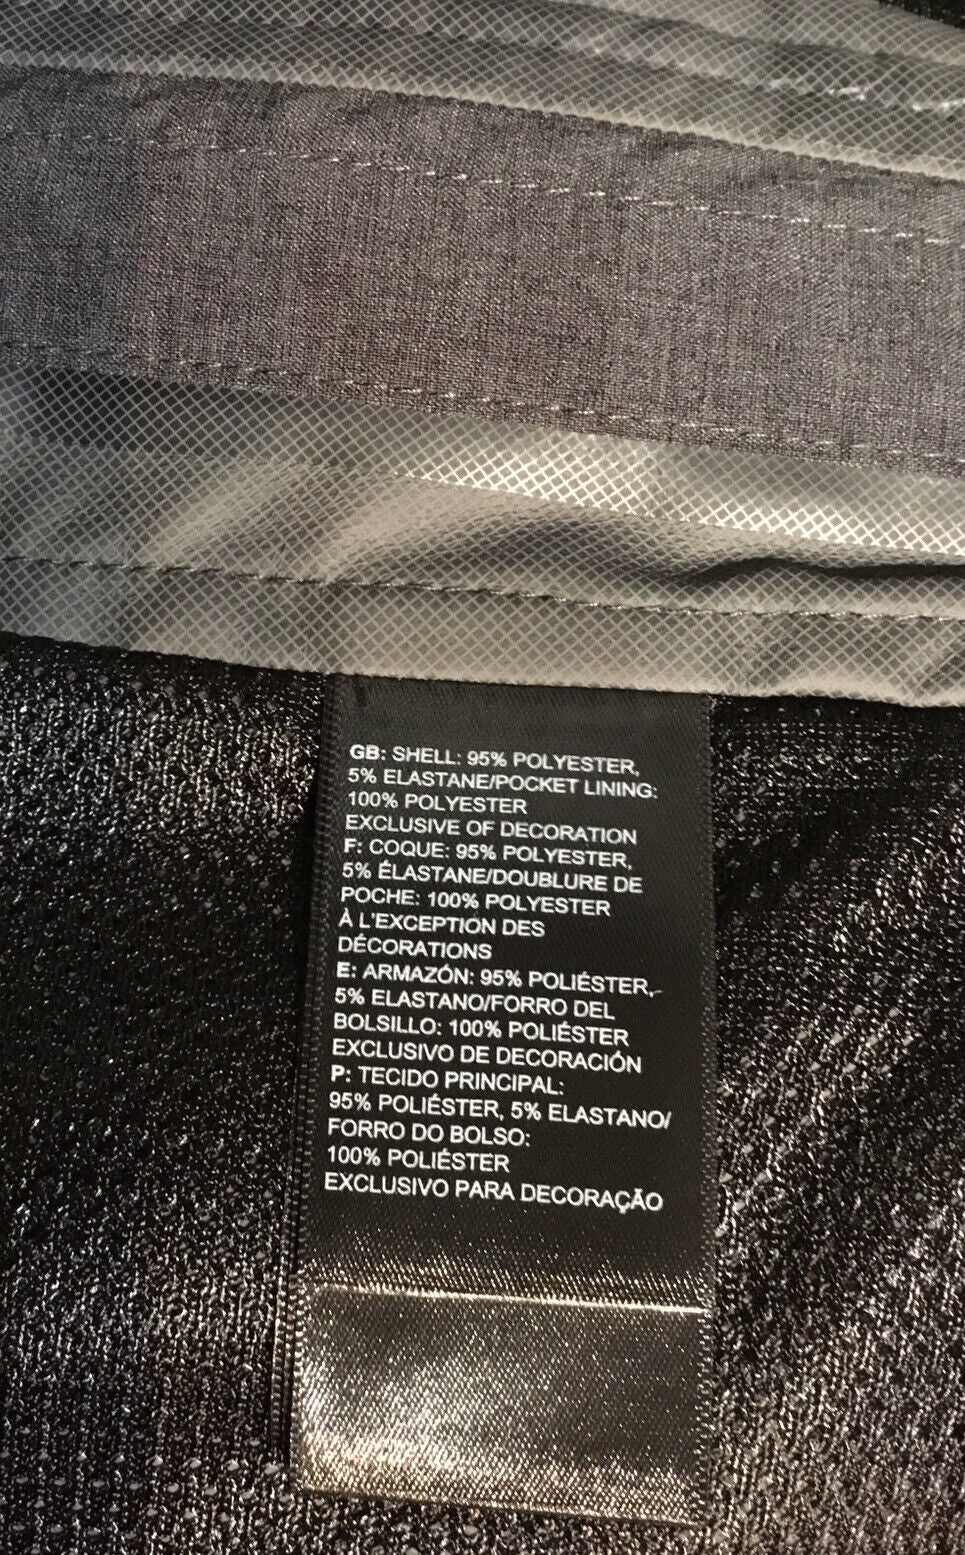 GB: SHELL: 95% POLYESTER,
5% ELASTANE/POCKET LINING:
100% POLYESTER
EXCLUSIVE OF DECORATION
F: COQUE: 95% POLYESTER,
5% ÉLASTANE/DOUBLURE DE
POCHE: 100% POLYESTER
À L'EXCEPTION DES
DÉCORATIONS
E: ARMAZÓN: 95% POLIÉSTER,
5% ELASTANO/FORRO DEL
BOLSILLO: 100% POLIÉSTER
EXCLUSIVO DE DECORACIÓN
P: TECIDO PRINCIPAL:
95% POLIÉSTER, 5% ELASTANO/
FORRO DO BOLSO:
100% POLIÉSTER
EXCLUSIVO PARA DECORAÇÃO